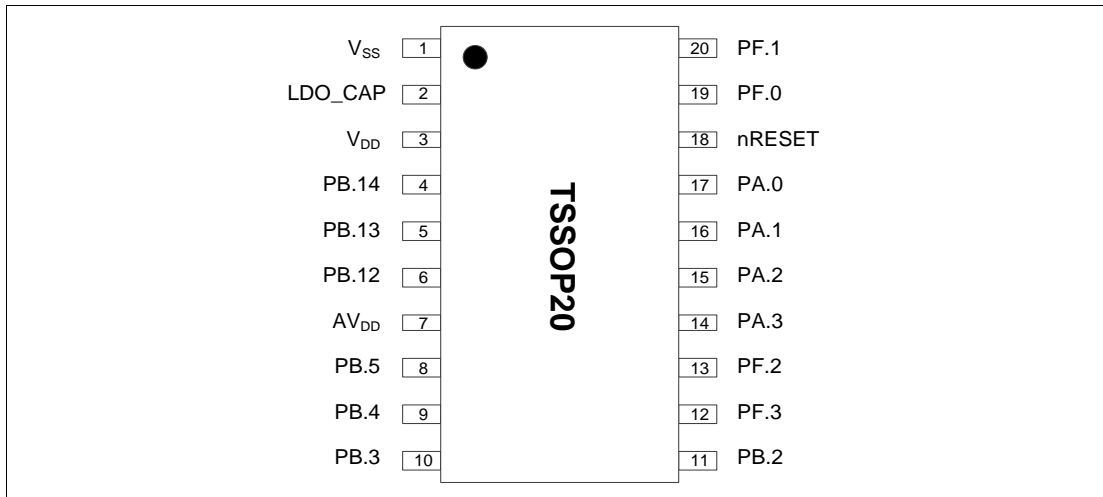 VSS 1 20 PF.1
LDO_CAP 2 19 PF.0
VDD 3 18 nRESET
PB.14 4 17 PA.0
PB.13 5 16 PA.1
PB.12 6 15 PA.2
AVDD 7 14 PA.3
PB.5 8 13 PF.2
PB.4 9 12 PF.3
PB.3 10 11 PB.2
TSSOP20